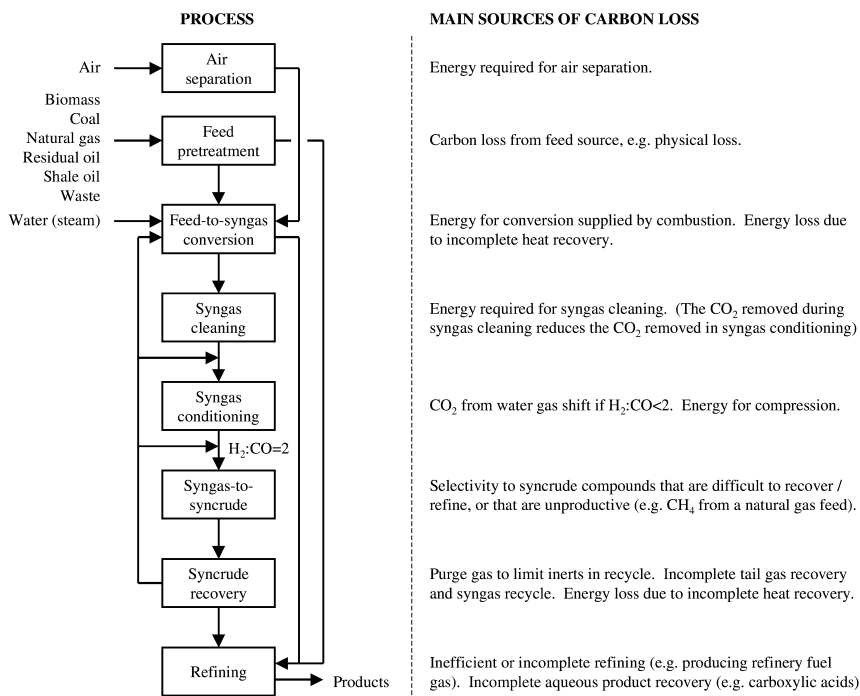 PROCESS
MAIN SOURCES OF CARBON LOSS
Air
Air
separation
Energy required for air separation.
Biomass
Coal
Natural gas
Residual oil
Shale oil
Waste
Feed
pretreatment
Carbon loss from feed source, e.g. physical loss.
Water (steam)
Feed-to-syngas
conversion
Energy for conversion supplied by combustion. Energy loss due
to incomplete heat recovery.
Syngas
cleaning
Energy required for syngas cleaning. (The CO₂ removed during
syngas cleaning reduces the CO₂ removed in syngas conditioning)
Syngas
conditioning
CO₂ from water gas shift if H₂:CO<2. Energy for compression.
H₂:CO=2
Syngas-to-
syncrude
Selectivity to syncrude compounds that are difficult to recover /
refine, or that are unproductive (e.g. CH₄ from a natural gas feed).
Syncrude
recovery
Purge gas to limit inerts in recycle. Incomplete tail gas recovery
and syngas recycle. Energy loss due to incomplete heat recovery.
Refining
Products
Inefficient or incomplete refining (e.g. producing refinery fuel
gas). Incomplete aqueous product recovery (e.g. carboxylic acids)